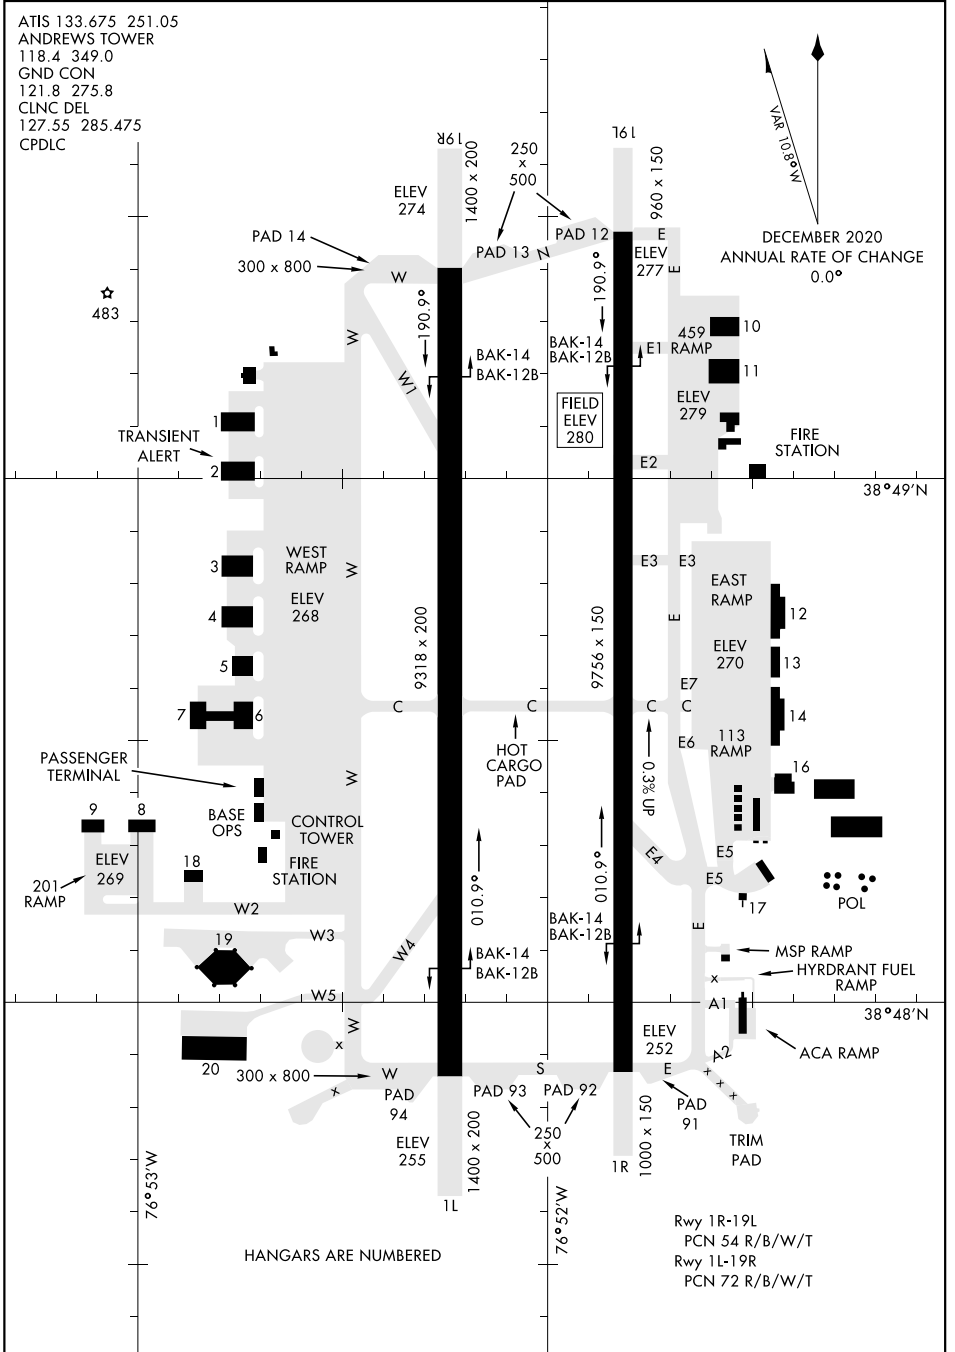 ATIS 133.675 251.05
ANDREWS TOWER
118.4 349.0
GND CON
121.8 275.8
CLNC DEL
127.55 285.475
CPDLC
VAR 10.8°W
DECEMBER 2020
ANNUAL RATE OF CHANGE
0.0°
19R
1400 x 200
ELEV
274
250
x
500
19L
960 x 150
PAD 14
300 x 800
W
PAD 13
N
PAD 12
E
ELEV
277
E
483
W
190.9°
190.9°
W1
BAK-14
BAK-12B
BAK-14
BAK-12B
E1
459
RAMP
10
11
ELEV
279
FIELD
ELEV
280
1
TRANSIENT
ALERT
2
FIRE
STATION
E2
38°49'N
3
WEST
RAMP
W
ELEV
268
4
5
E3
E3
EAST
RAMP
12
E
ELEV
270
13
9318 x 200
9756 x 150
E7
7
6
C
C
C
C
14
HOT
CARGO
PAD
E6
113
RAMP
0.3% UP
PASSENGER
TERMINAL
W
16
9
8
BASE
OPS
CONTROL
TOWER
FIRE
STATION
ELEV
269
18
201
RAMP
010.9°
010.9°
E4
E5
E5
POL
17
W2
W3
19
W4
BAK-14
BAK-12B
BAK-14
BAK-12B
E
MSP RAMP
HYRDRANT FUEL
RAMP
x
W5
A1
38°48'N
W
x
ELEV
252
A2
ACA RAMP
20
300 x 800
W
S
E
x
x
x
x
PAD
94
PAD 93
PAD 92
PAD
91
ELEV
255
1400 x 200
250
x
500
1000 x 150
TRIM
PAD
1R
1L
76°53'W
76°52'W
HANGARS ARE NUMBERED
Rwy 1R-19L
PCN 54 R/B/W/T
Rwy 1L-19R
PCN 72 R/B/W/T